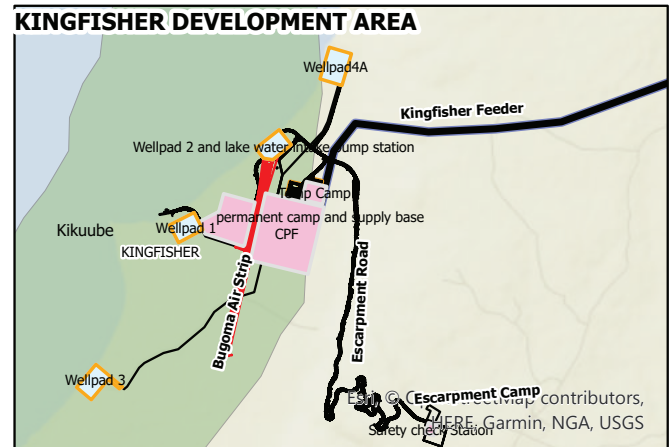 KINGFISHER DEVELOPMENT AREA
Wellpad4A
Kingfisher Feeder
Wellpad 2 and lake water intake pump station
Temp Camp
permanent camp and supply base
Wellpad 1
CPF
Kikuube
KINGFISHER
Bugoma Air Strip
Escarpment Road
Wellpad 3
Escarpment Camp
Esri, © OpenStreetMap contributors,
HERE, Garmin, NGA, USGS
Safety check Station